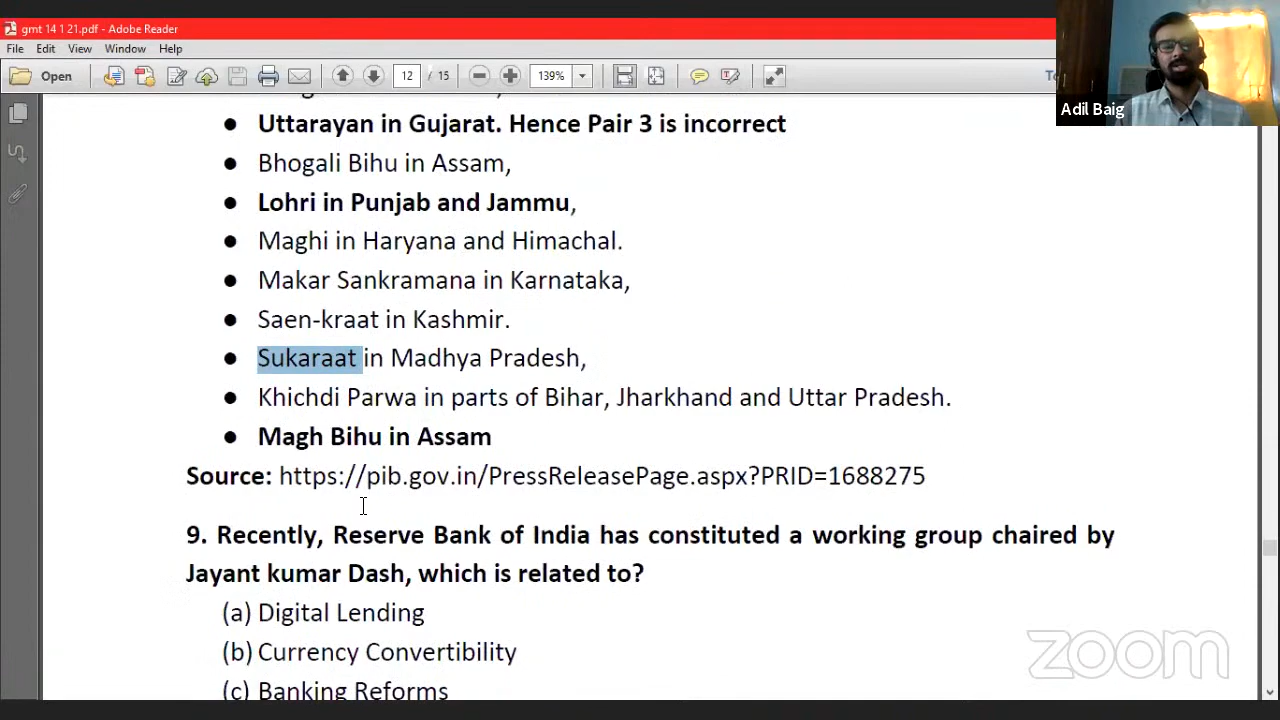 gmt 14 1 21.pdf - Adobe Reader
File Edit View Window Help
Open 12 / 15 139%
Adil Baig
● Uttarayan in Gujarat. Hence Pair 3 is incorrect
● Bhogali Bihu in Assam,
● Lohri in Punjab and Jammu,
● Maghi in Haryana and Himachal.
● Makar Sankramana in Karnataka,
● Saen-kraat in Kashmir.
● Sukaraat in Madhya Pradesh,
● Khichdi Parwa in parts of Bihar, Jharkhand and Uttar Pradesh.
● Magh Bihu in Assam
Source: https://pib.gov.in/PressReleasePage.aspx?PRID=1688275
9. Recently, Reserve Bank of India has constituted a working group chaired by
Jayant kumar Dash, which is related to?
(a) Digital Lending
(b) Currency Convertibility
(c) Banking Reforms
zoom